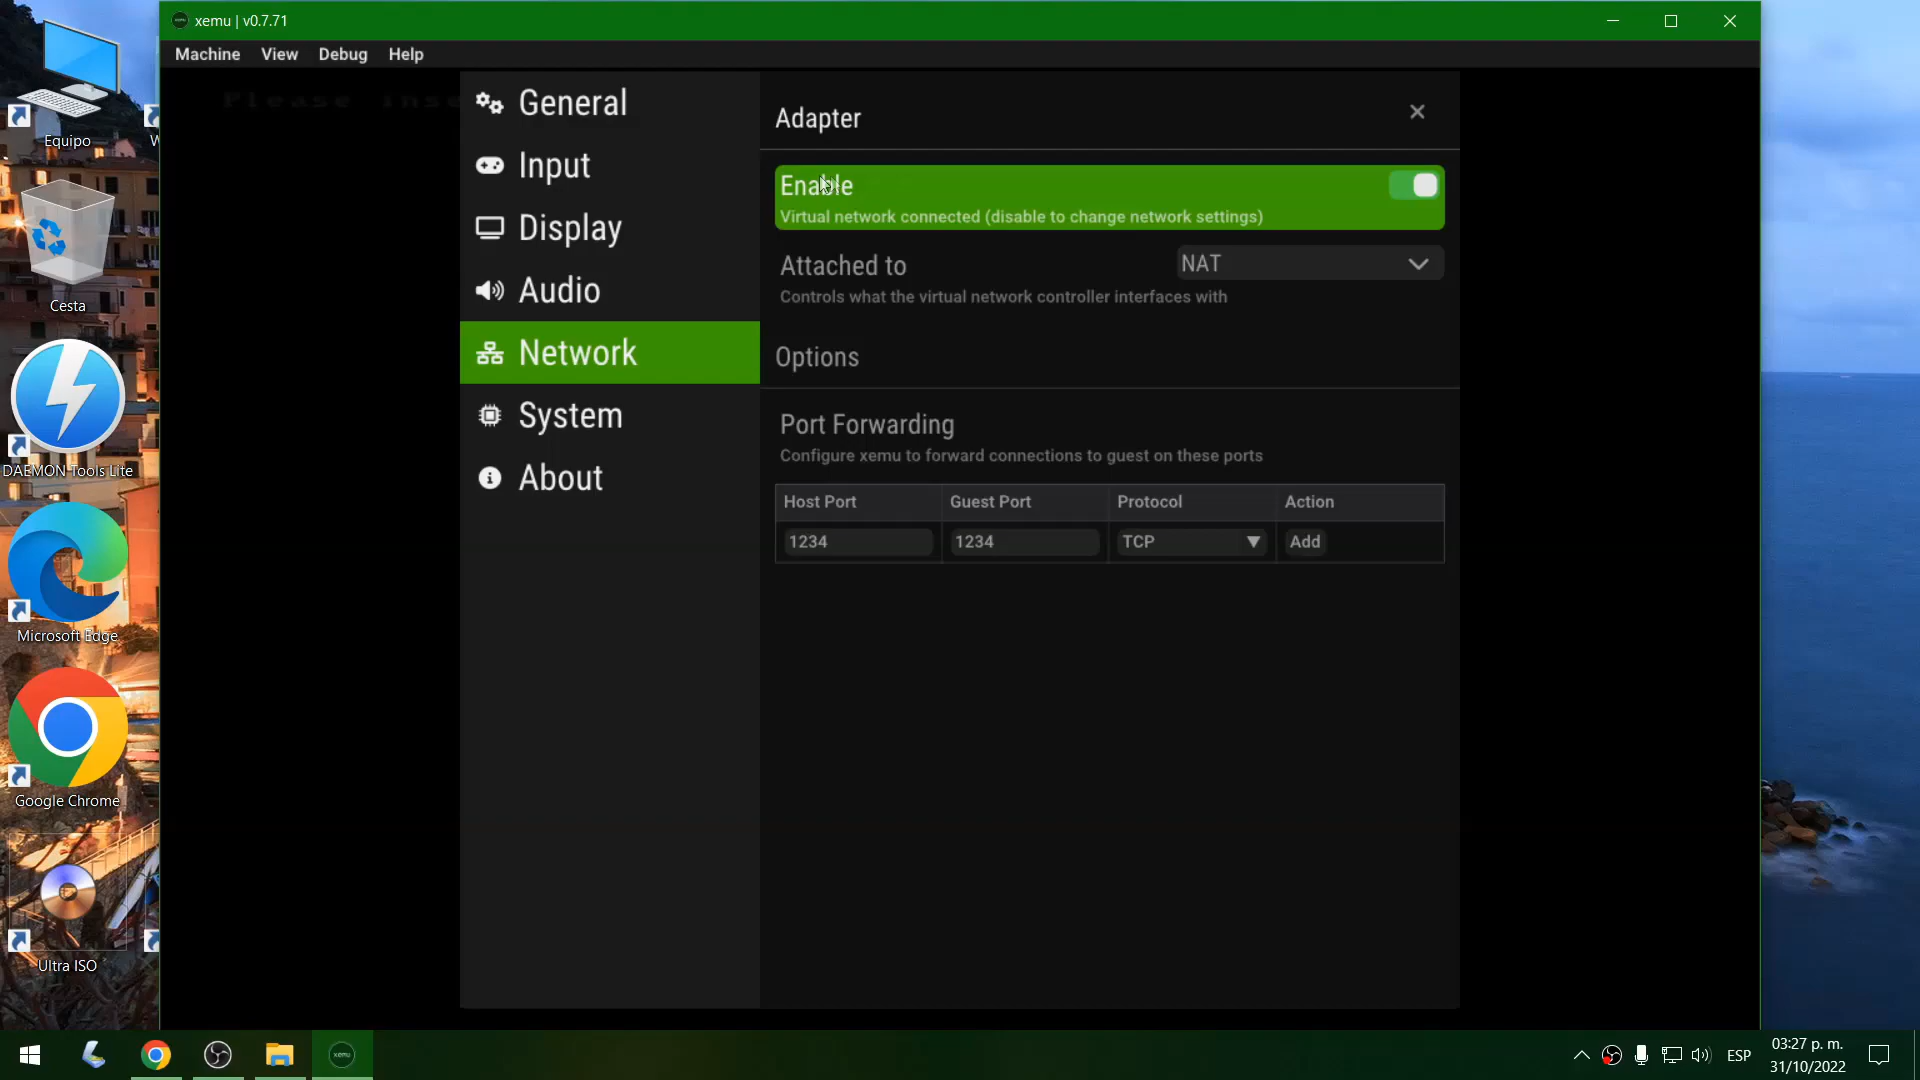 xemu | v0.7.71
Machine View Debug Help
Please inse
General
Input
Display
Audio
Network
System
About
Adapter
Enable
Virtual network connected (disable to change network settings)
Attached to
NAT
Controls what the virtual network controller interfaces with
Options
Port Forwarding
Configure xemu to forward connections to guest on these ports
Host Port Guest Port Protocol Action
1234 1234 TCP Add
Equipo
W
Cesta
DAEMON Tools Lite
Microsoft Edge
Google Chrome
Ultra ISO
xemu
ESP
03:27 p. m.
31/10/2022